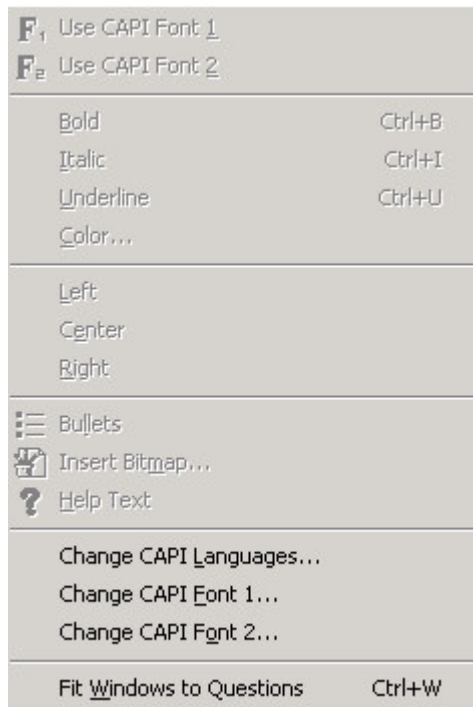 F1 Use CAPI Font 1
F2 Use CAPI Font 2
Bold Ctrl+B
Italic Ctrl+I
Underline Ctrl+U
Color...
Left
Center
Right
Bullets
Insert Bitmap...
? Help Text
Change CAPI Languages...
Change CAPI Font 1...
Change CAPI Font 2...
Fit Windows to Questions Ctrl+W